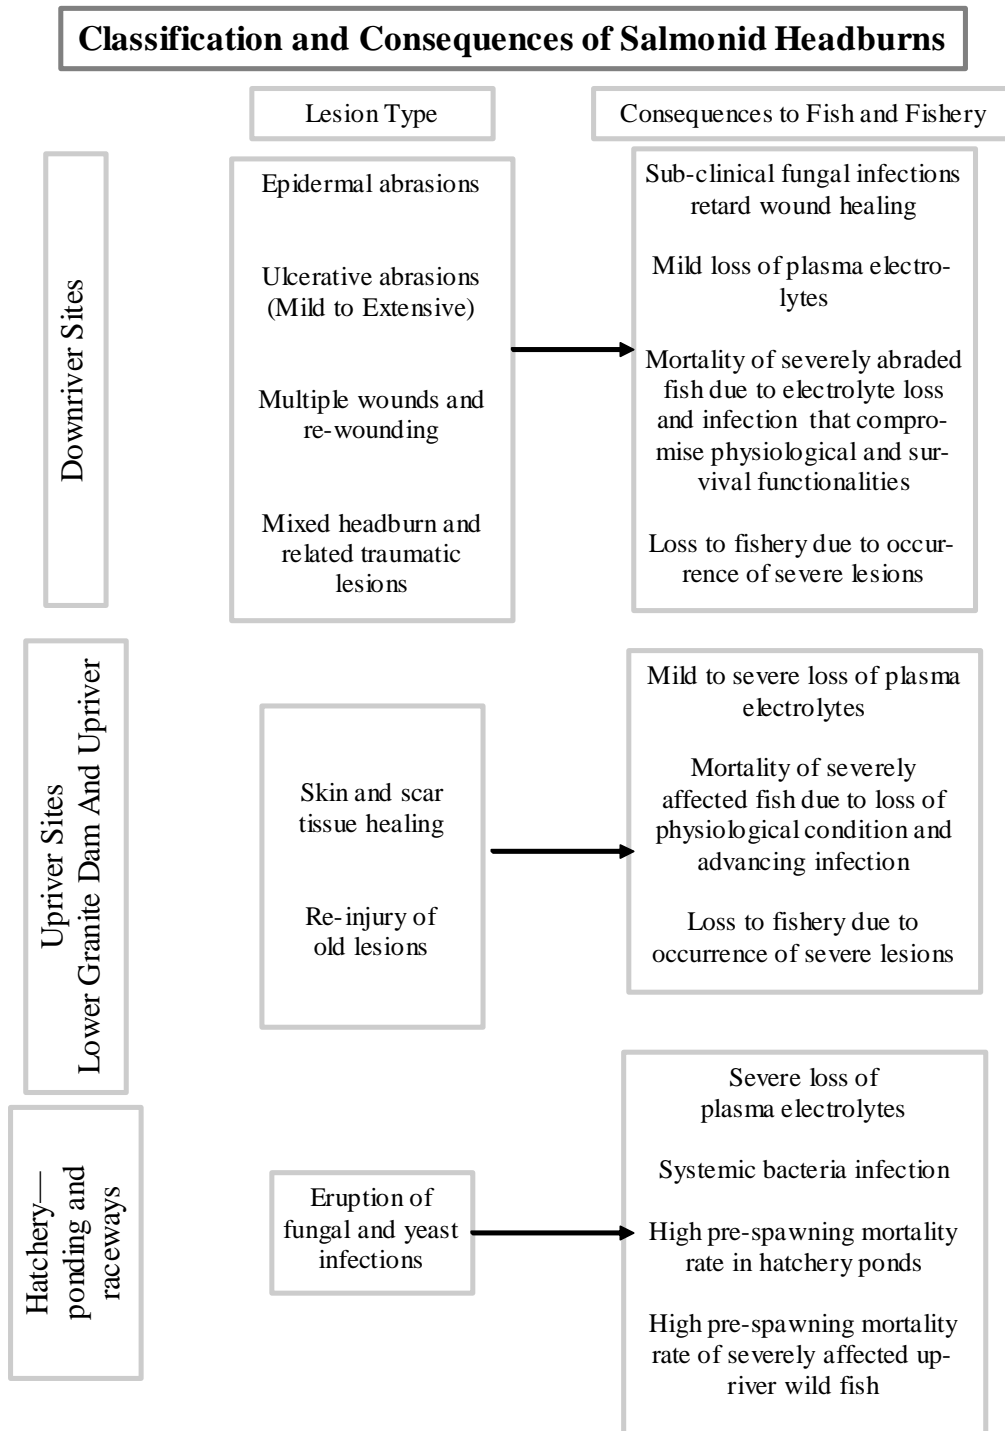 Classification and Consequences of Salmonid Headburns
Lesion Type
Consequences to Fish and Fishery
Downriver Sites
Epidermal abrasions
Ulcerative abrasions
(Mild to Extensive)
Multiple wounds and
re-wounding
Mixed headburn and
related traumatic
lesions
Sub-clinical fungal infections
retard wound healing
Mild loss of plasma electro-
lytes
Mortality of severely abraded
fish due to electrolyte loss
and infection that compro-
mise physiological and sur-
vival functionalities
Loss to fishery due to occur-
rence of severe lesions
Upriver Sites
Lower Granite Dam And Upriver
Skin and scar
tissue healing
Re-injury of
old lesions
Mild to severe loss of plasma
electrolytes
Mortality of severely
affected fish due to loss of
physiological condition and
advancing infection
Loss to fishery due to
occurrence of severe lesions
Hatchery—
ponding and
raceways
Eruption of
fungal and yeast
infections
Severe loss of
plasma electrolytes
Systemic bacteria infection
High pre-spawning mortality
rate in hatchery ponds
High pre-spawning mortality
rate of severely affected up-
river wild fish